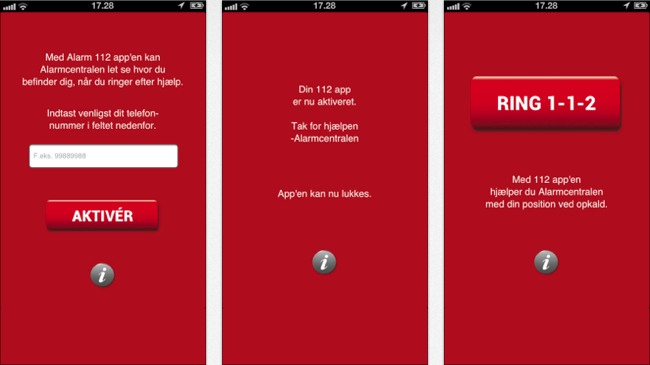 17.28
Med Alarm 112 app'en kan
Alarmcentralen let se hvor du
befinder dig, når du ringer efter hjælp.
Indtast venligst dit telefon-
nummer i feltet nedenfor.
F.eks. 99889988
AKTIVÉR
i
17.28
Din 112 app
er nu aktiveret.
Tak for hjælpen
-Alarmcentralen
App'en kan nu lukkes.
i
17.28
RING 1-1-2
Med 112 app'en
hjælper du Alarmcentralen
med din position ved opkald.
i